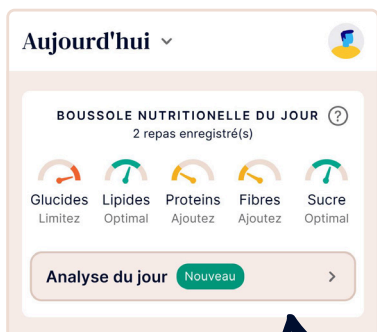 Aujourd'hui
BOUSSOLE NUTRITIONELLE DU JOUR ?
2 repas enregistré(s)
Glucides Lipides Proteins Fibres Sucre
Limitez Optimal Ajoutez Ajoutez Optimal
Analyse du jour Nouveau